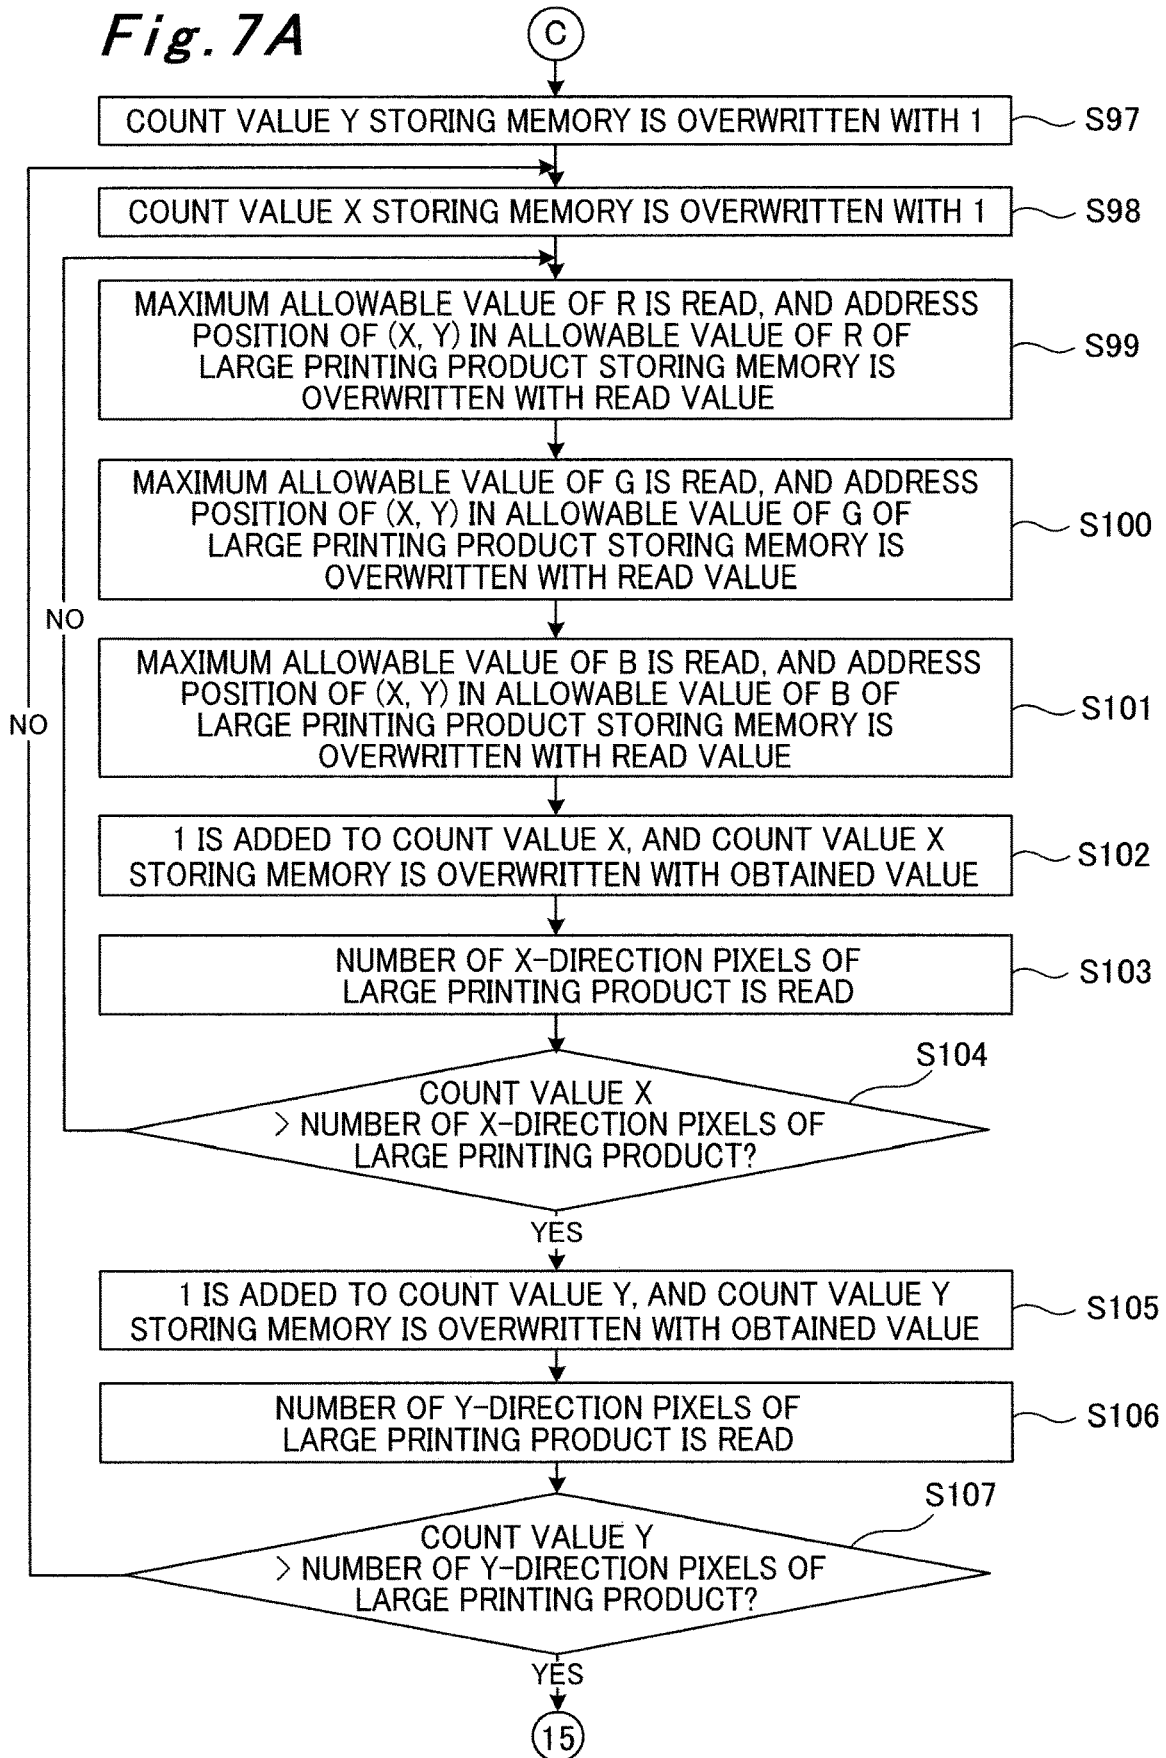 Fig. 7A
C
COUNT VALUE Y STORING MEMORY IS OVERWRITTEN WITH 1
S97
COUNT VALUE X STORING MEMORY IS OVERWRITTEN WITH 1
S98
MAXIMUM ALLOWABLE VALUE OF R IS READ, AND ADDRESS
POSITION OF (X, Y) IN ALLOWABLE VALUE OF R OF
LARGE PRINTING PRODUCT STORING MEMORY IS
OVERWRITTEN WITH READ VALUE
S99
MAXIMUM ALLOWABLE VALUE OF G IS READ, AND ADDRESS
POSITION OF (X, Y) IN ALLOWABLE VALUE OF G OF
LARGE PRINTING PRODUCT STORING MEMORY IS
OVERWRITTEN WITH READ VALUE
S100
NO
MAXIMUM ALLOWABLE VALUE OF B IS READ, AND ADDRESS
POSITION OF (X, Y) IN ALLOWABLE VALUE OF B OF
LARGE PRINTING PRODUCT STORING MEMORY IS
OVERWRITTEN WITH READ VALUE
S101
NO
1 IS ADDED TO COUNT VALUE X, AND COUNT VALUE X
STORING MEMORY IS OVERWRITTEN WITH OBTAINED VALUE
S102
NUMBER OF X-DIRECTION PIXELS OF
LARGE PRINTING PRODUCT IS READ
S103
S104
COUNT VALUE X
> NUMBER OF X-DIRECTION PIXELS OF
LARGE PRINTING PRODUCT?
YES
1 IS ADDED TO COUNT VALUE Y, AND COUNT VALUE Y
STORING MEMORY IS OVERWRITTEN WITH OBTAINED VALUE
S105
NUMBER OF Y-DIRECTION PIXELS OF
LARGE PRINTING PRODUCT IS READ
S106
S107
COUNT VALUE Y
> NUMBER OF Y-DIRECTION PIXELS OF
LARGE PRINTING PRODUCT?
YES
15